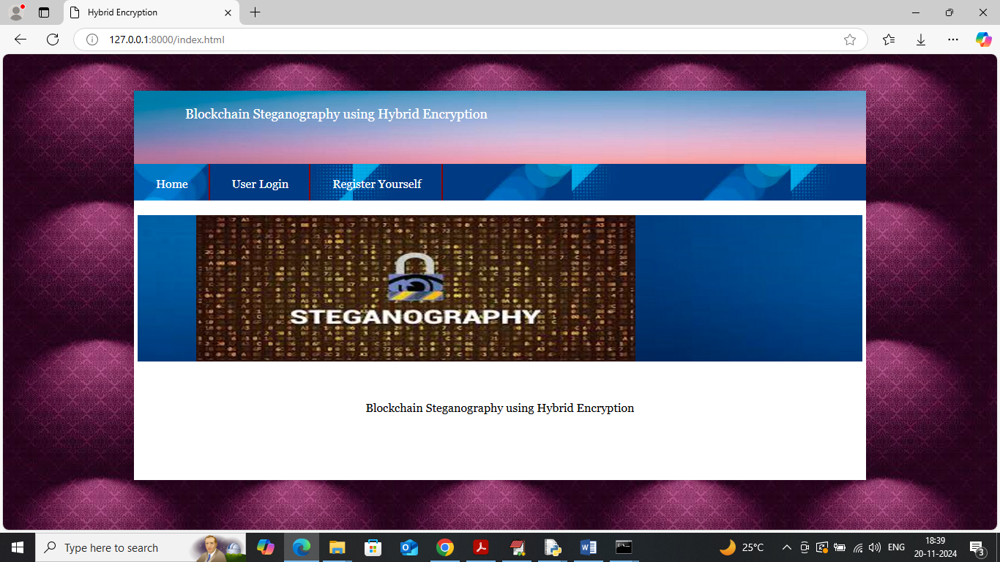 Hybrid Encryption
127.0.0.1:8000/index.html
Blockchain Steganography using Hybrid Encryption
Home User Login Register Yourself
STEGANOGRAPHY
Blockchain Steganography using Hybrid Encryption
Type here to search
25°C
ENG
18:39
20-11-2024
3